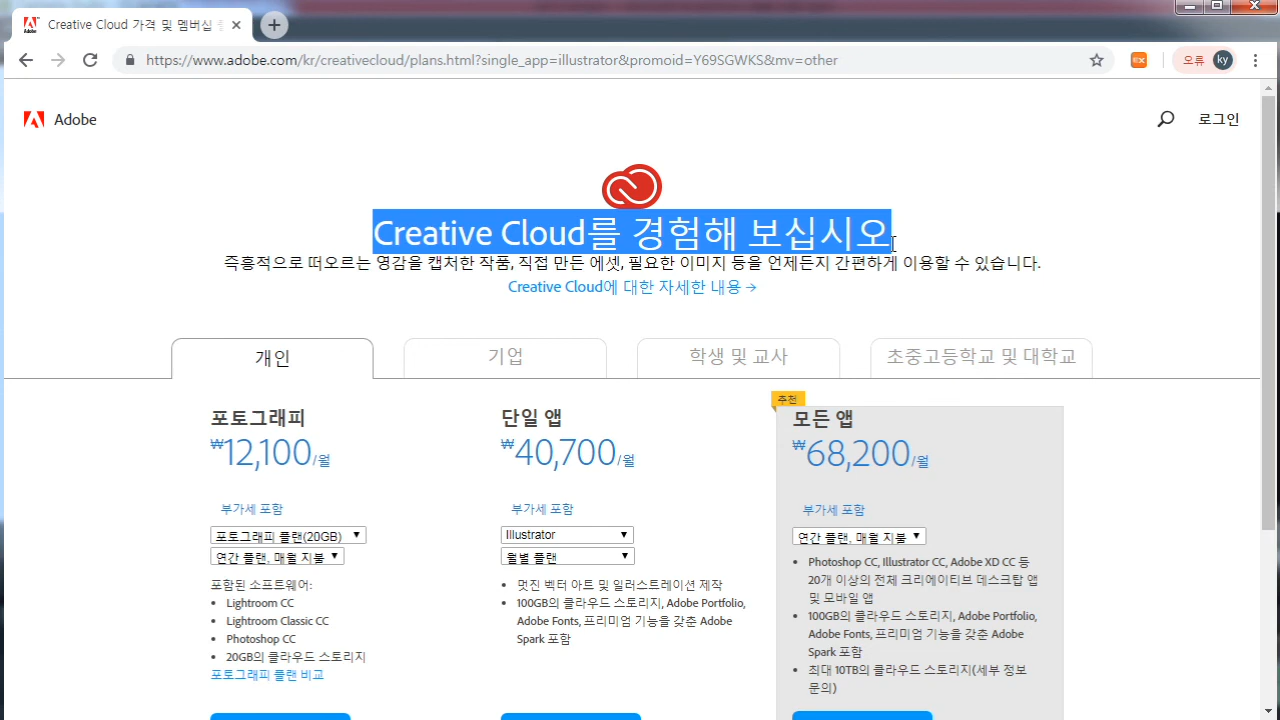 Creative Cloud 가격 및 멤버십
https://www.adobe.com/kr/creativecloud/plans.html?single_app=illustrator&promoid=Y69SGWKS&mv=other
오류 ky
Adobe
로그인
Creative Cloud를 경험해 보십시오
즉흥적으로 떠오르는 영감을 캡처한 작품, 직접 만든 에셋, 필요한 이미지 등을 언제든지 간편하게 이용할 수 있습니다.
Creative Cloud에 대한 자세한 내용 →
개인
기업
학생 및 교사
초중고등학교 및 대학교
포토그래피
₩12,100/월
부가세 포함
포토그래피 플랜(20GB)
연간 플랜, 매월 지불
포함된 소프트웨어:
• Lightroom CC
• Lightroom Classic CC
• Photoshop CC
• 20GB의 클라우드 스토리지
포토그래피 플랜 비교
단일 앱
₩40,700/월
부가세 포함
Illustrator
월별 플랜
• 멋진 벡터 아트 및 일러스트레이션 제작
• 100GB의 클라우드 스토리지, Adobe Portfolio,
Adobe Fonts, 프리미엄 기능을 갖춘 Adobe
Spark 포함
추천
모든 앱
₩68,200/월
부가세 포함
연간 플랜, 매월 지불
• Photoshop CC, Illustrator CC, Adobe XD CC 등
20개 이상의 전체 크리에이티브 데스크탑 앱
및 모바일 앱
• 100GB의 클라우드 스토리지, Adobe Portfolio,
Adobe Fonts, 프리미엄 기능을 갖춘 Adobe
Spark 포함
• 최대 10TB의 클라우드 스토리지(세부 정보
문의)